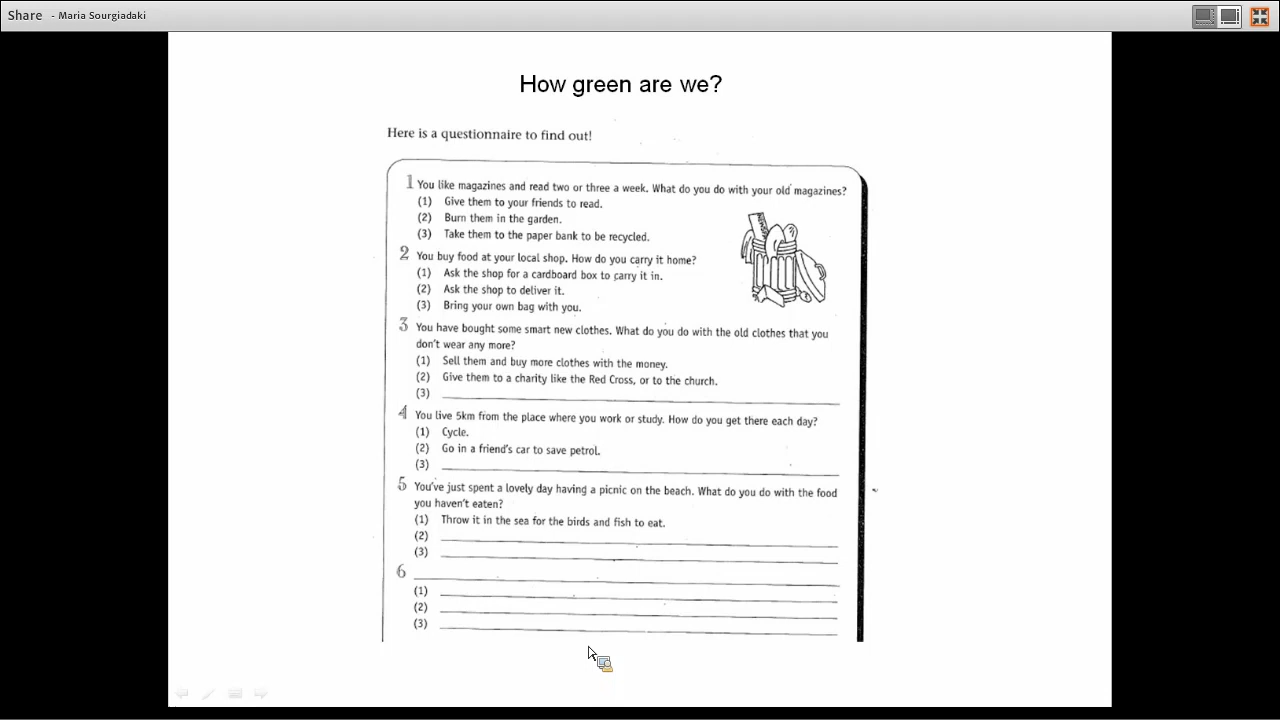 Share - Maria Sourgiadaki
How green are we?
Here is a questionnaire to find out!
1 You like magazines and read two or three a week. What do you do with your old magazines?
(1) Give them to your friends to read.
(2) Burn them in the garden.
(3) Take them to the paper bank to be recycled.
2 You buy food at your local shop. How do you carry it home?
(1) Ask the shop for a cardboard box to carry it in.
(2) Ask the shop to deliver it.
(3) Bring your own bag with you.
3 You have bought some smart new clothes. What do you do with the old clothes that you
don't wear any more?
(1) Sell them and buy more clothes with the money.
(2) Give them to a charity like the Red Cross, or to the church.
(3)
4 You live 5km from the place where you work or study. How do you get there each day?
(1) Cycle.
(2) Go in a friend's car to save petrol.
(3)
5 You've just spent a lovely day having a picnic on the beach. What do you do with the food
you haven't eaten?
(1) Throw it in the sea for the birds and fish to eat.
(2)
(3)
6
(1)
(2)
(3)